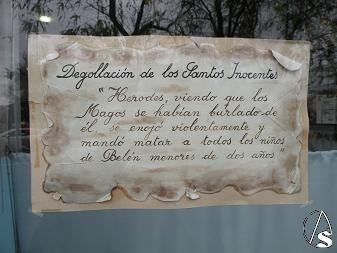 Degollación de los Santos Inocentes
"Herodes, viendo que los
Magos se habían burlado de
él, se enojó violentamente y
mandó matar a todos los niños
de Belén menores de dos años"